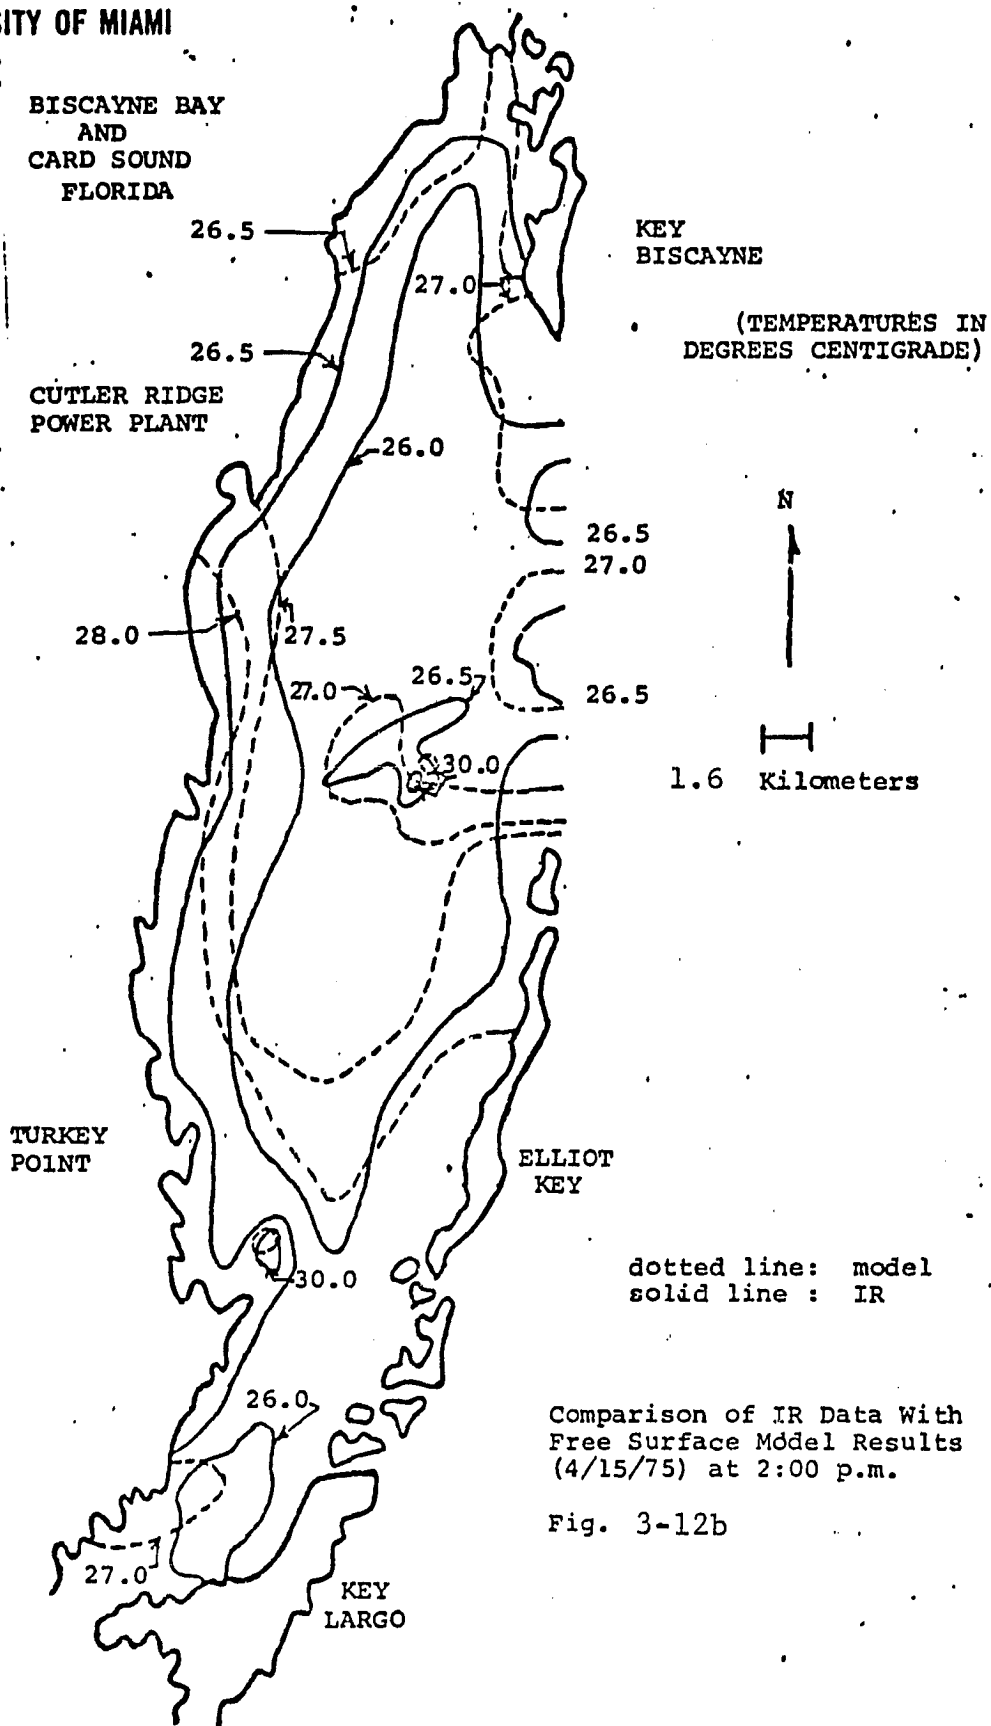 SITY OF MIAMI
BISCAYNE BAY
AND
CARD SOUND
FLORIDA
26.5
KEY
BISCAYNE
27.0
(TEMPERATURES IN
DEGREES CENTIGRADE)
26.5
CUTLER RIDGE
POWER PLANT
26.0
N
26.5
27.0
28.0
27.5
26.5
27.0
26.5
30.0
1.6 Kilometers
TURKEY
POINT
ELLIOT
KEY
30.0
dotted line: model
solid line : IR
26.0
Comparison of IR Data With
Free Surface Model Results
(4/15/75) at 2:00 p.m.
Fig. 3-12b
27.0
KEY
LARGO